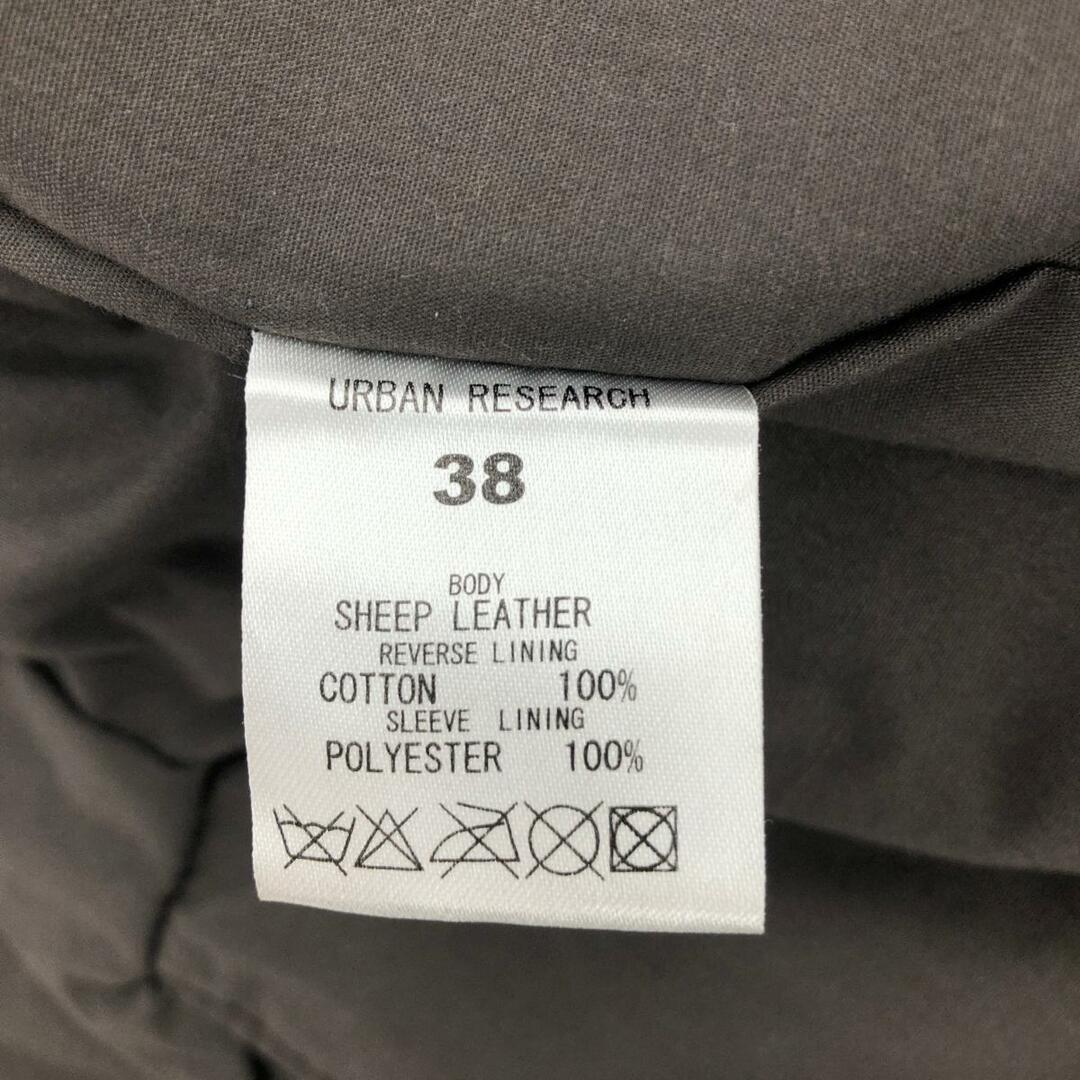 URBAN RESEARCH
38
BODY
SHEEP LEATHER
REVERSE LINING
COTTON 100%
SLEEVE LINING
POLYESTER 100%